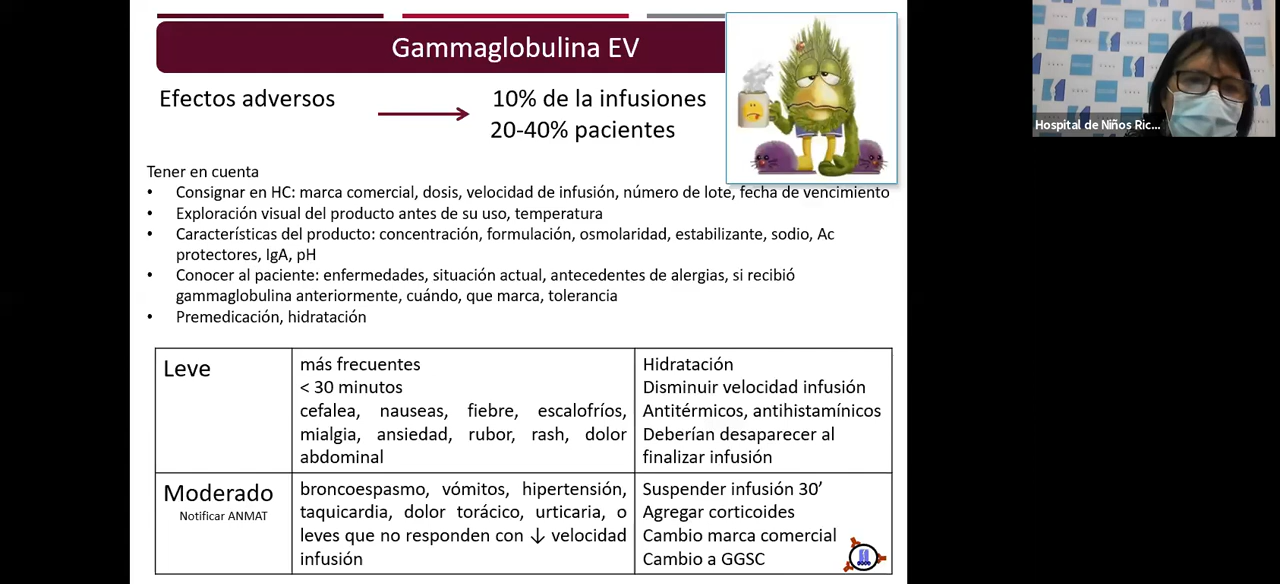 Gammaglobulina EV
Efectos adversos
10% de la infusiones
20-40% pacientes
Tener en cuenta
• Consignar en HC: marca comercial, dosis, velocidad de infusión, número de lote, fecha de vencimiento
• Exploración visual del producto antes de su uso, temperatura
• Características del producto: concentración, formulación, osmolaridad, estabilizante, sodio, Ac
protectores, IgA, pH
• Conocer al paciente: enfermedades, situación actual, antecedentes de alergias, si recibió
gammaglobulina anteriormente, cuándo, que marca, tolerancia
• Premedicación, hidratación
Leve
más frecuentes
< 30 minutos
cefalea, nauseas, fiebre, escalofríos,
mialgia, ansiedad, rubor, rash, dolor
abdominal
Hidratación
Disminuir velocidad infusión
Antitérmicos, antihistamínicos
Deberían desaparecer al
finalizar infusión
Moderado
Notificar ANMAT
broncoespasmo, vómitos, hipertensión,
taquicardia, dolor torácico, urticaria, o
leves que no responden con ↓ velocidad
infusión
Suspender infusión 30’
Agregar corticoides
Cambio marca comercial
Cambio a GGSC
Hospital de Niños Ric...